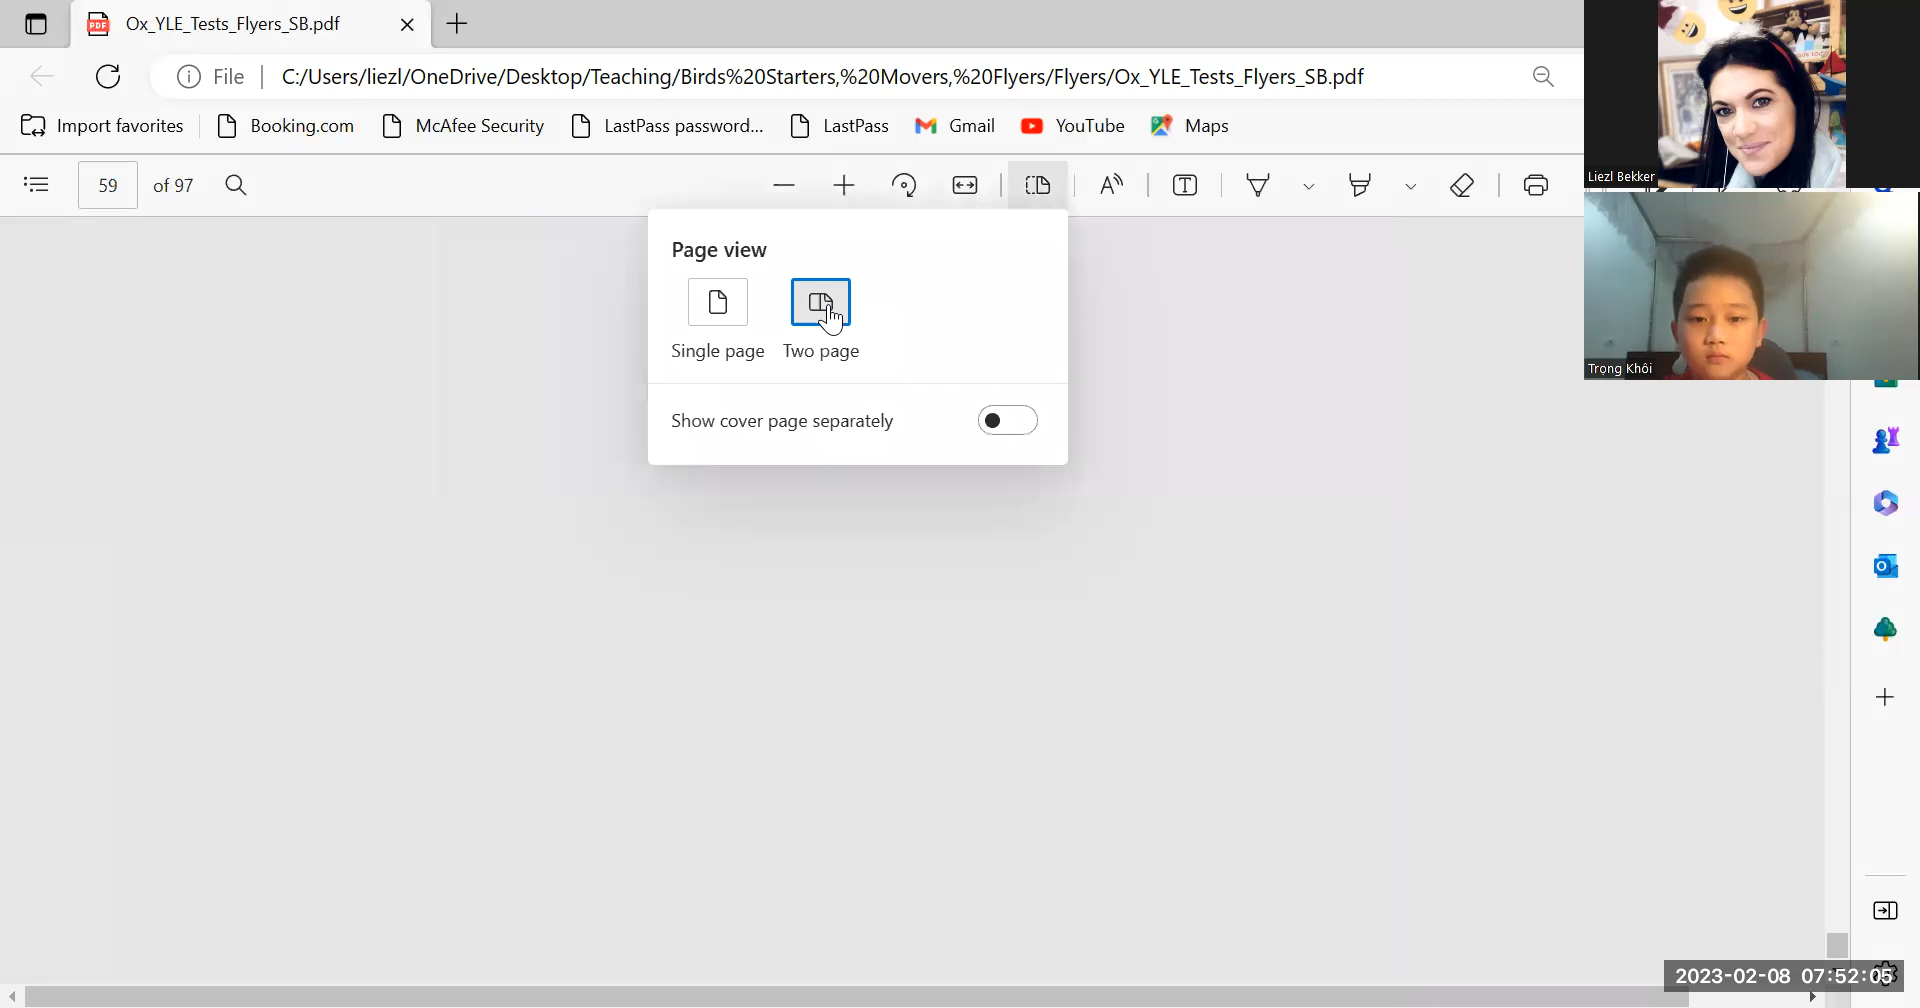 Ox_YLE_Tests_Flyers_SB.pdf
File C:/Users/liezl/OneDrive/Desktop/Teaching/Birds%20Starters,%20Movers,%20Flyers/Flyers/Ox_YLE_Tests_Flyers_SB.pdf
Import favorites Booking.com McAfee Security LastPass password... LastPass Gmail YouTube Maps
Liezl Bekker
59 of 97
Page view
Single page Two page
Trọng Khôi
Show cover page separately
2023-02-08 07:52:05